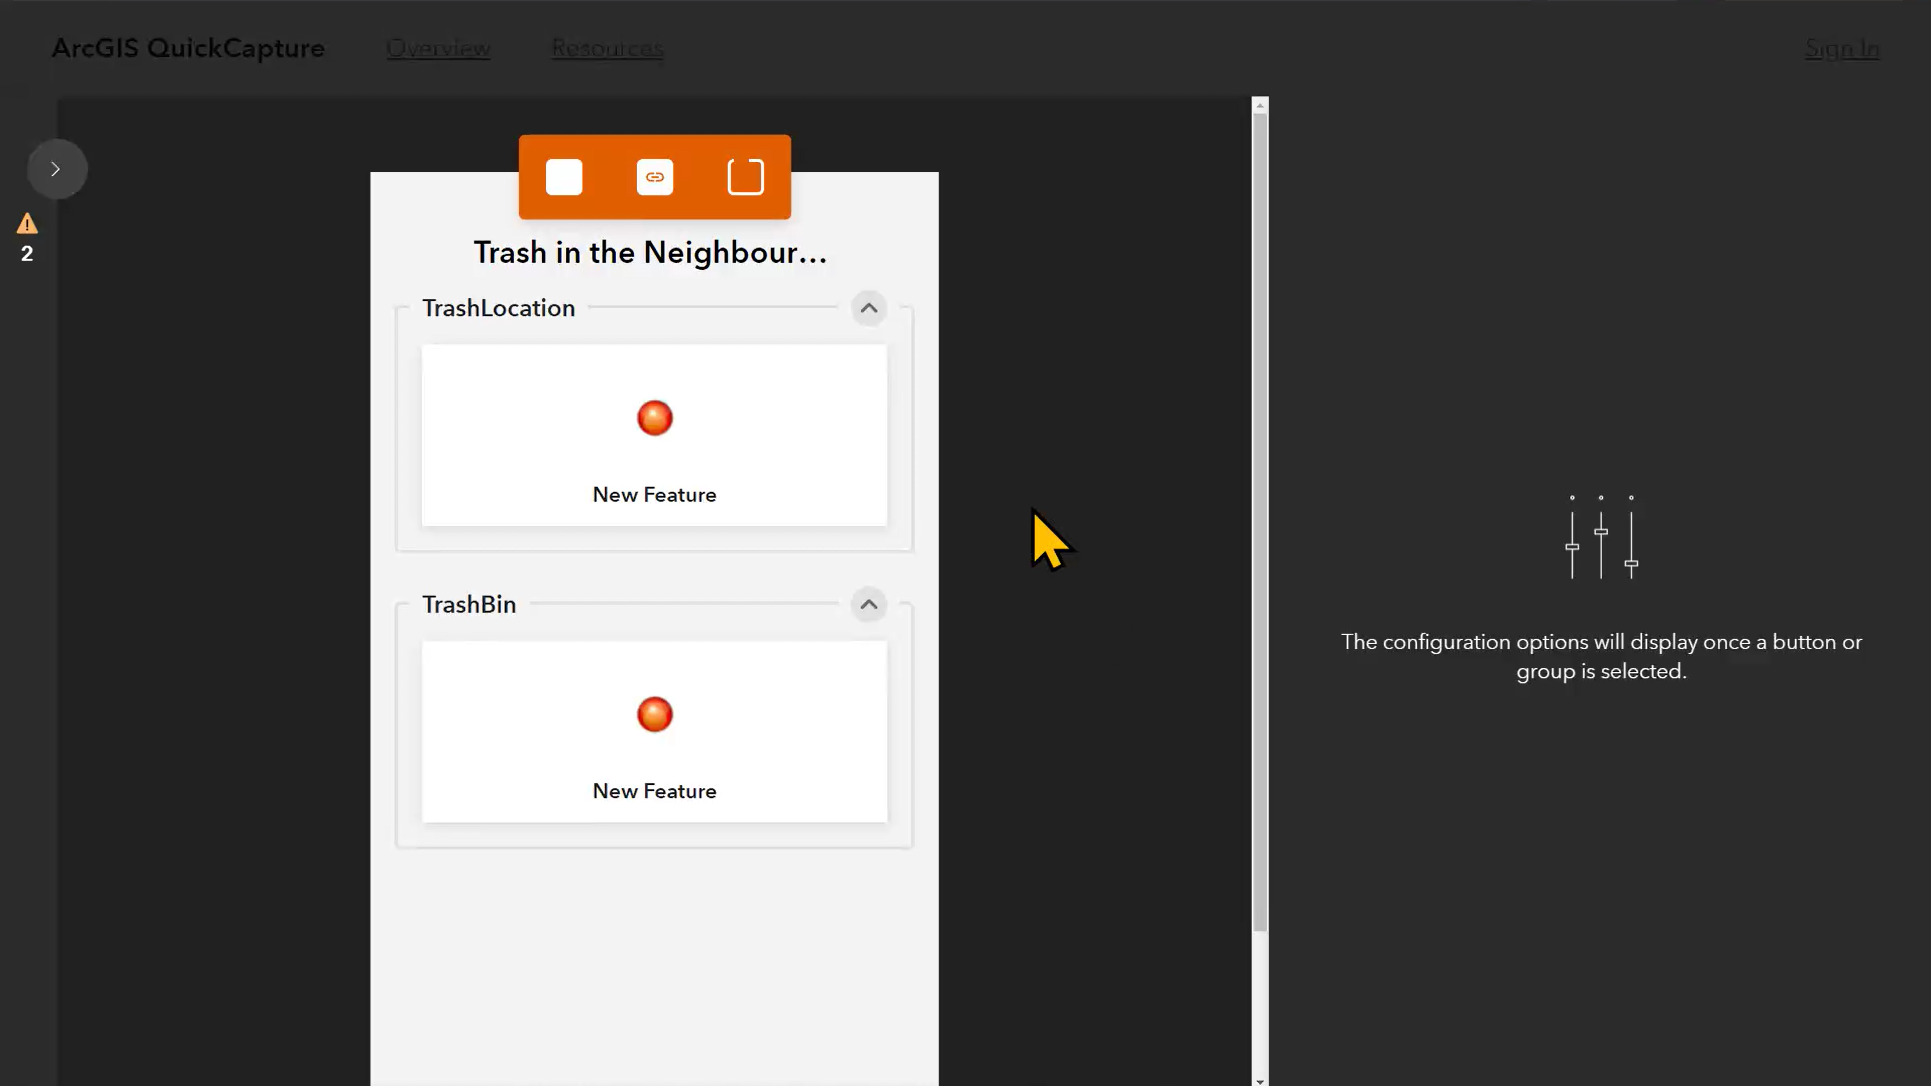 ArcGIS QuickCapture Overview Resources Sign In
2
Trash in the Neighbour...
TrashLocation
New Feature
TrashBin
New Feature
The configuration options will display once a button or
group is selected.